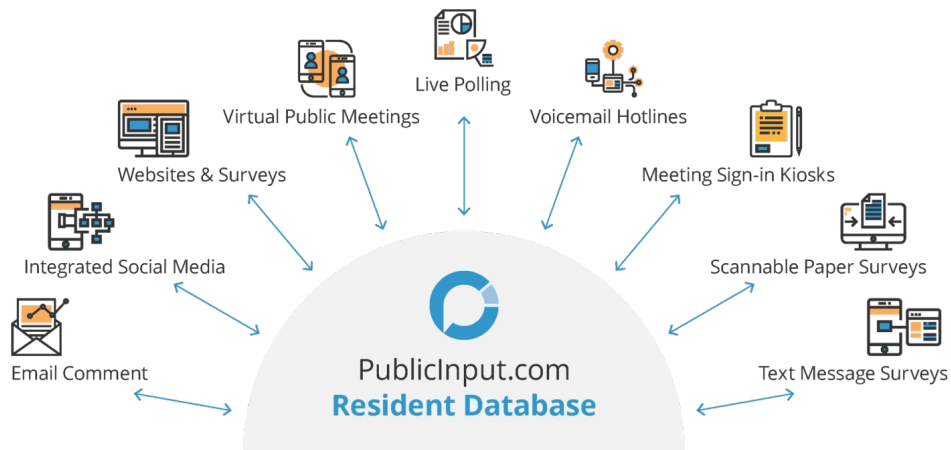 Live Polling
Virtual Public Meetings
Voicemail Hotlines
Websites & Surveys
Meeting Sign-in Kiosks
Integrated Social Media
Scannable Paper Surveys
Email Comment
Text Message Surveys
PublicInput.com
Resident Database